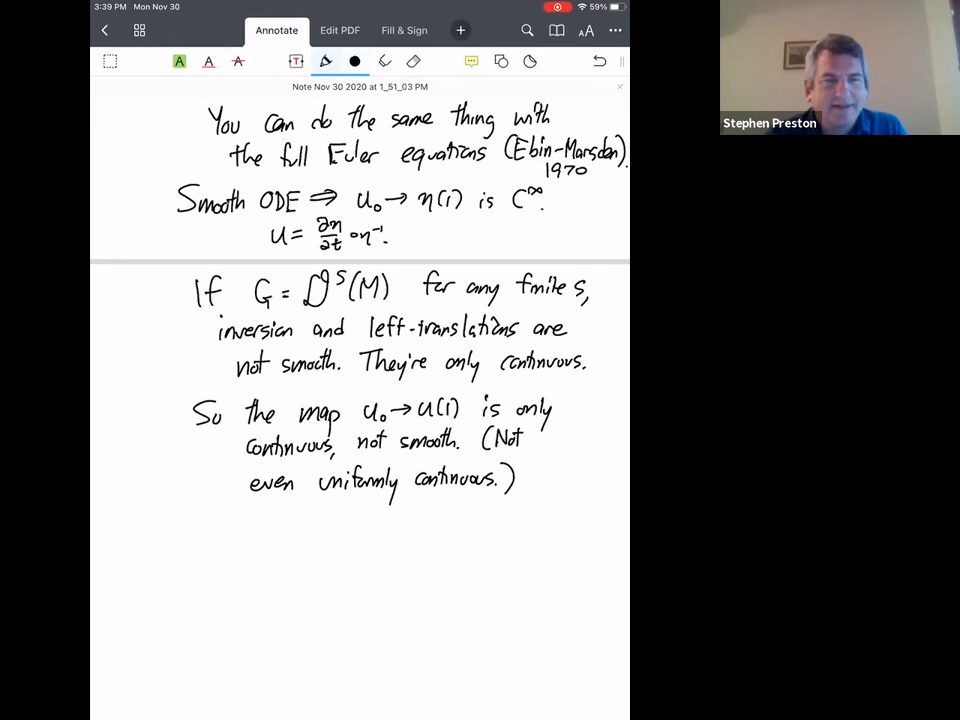 3:39 PM Mon Nov 30
59%
Annotate
Edit PDF
Fill & Sign
AA
A
A
A
T
Note Nov 30 2020 at 1_51_03 PM
You can do the same thing with
the full Euler equations (Ebin-Marsden).
1970
Smooth ODE ⇒ u₀ → η(1) is C^∞.
u = ∂η/∂t ∘ η⁻¹.
If G = 𝒟^s(M) for any finite s,
inversion and left-translations are
not smooth. They're only continuous.
So the map u₀ → u(1) is only
continuous, not smooth. (Not
even uniformly continuous.)
Stephen Preston